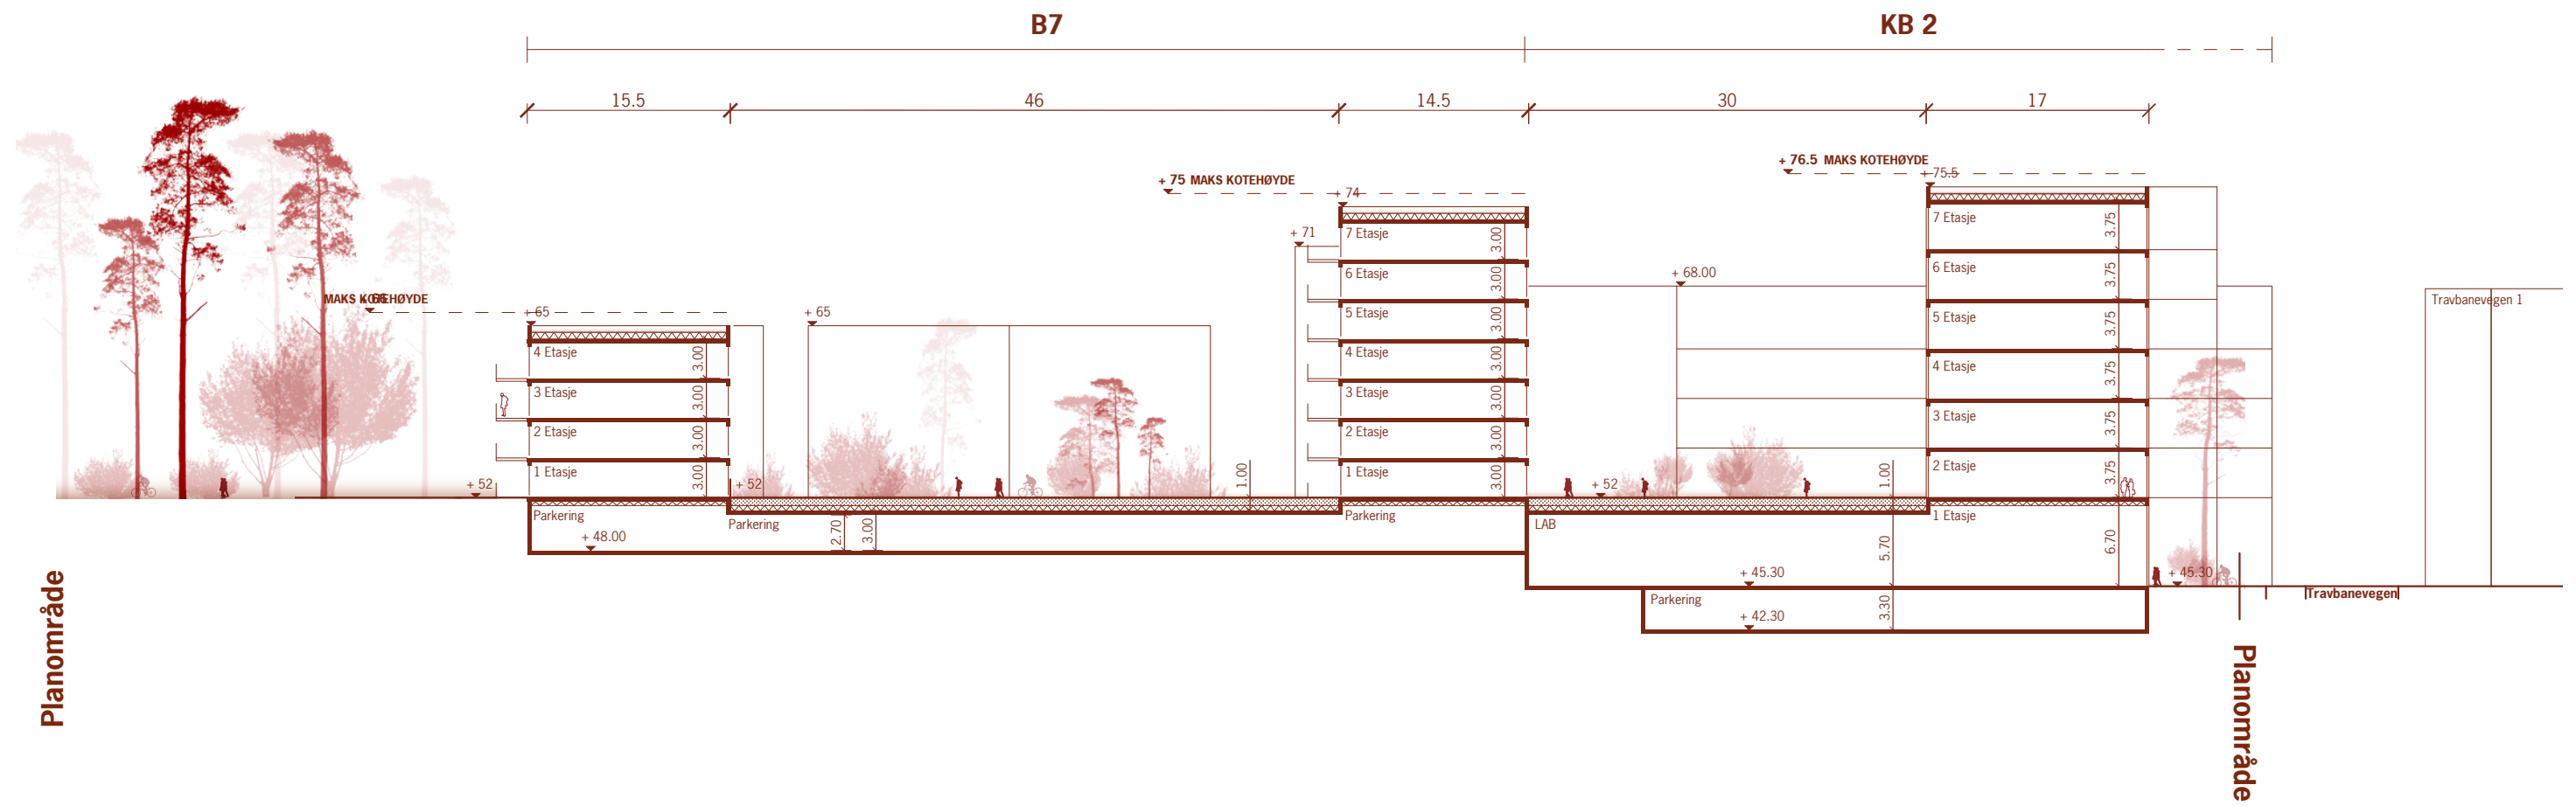 B7
KB 2
15.5
46
14.5
30
17
+ 76.5 MAKS KOTEHØYDE
+ 75.5
+ 75 MAKS KOTEHØYDE
+ 74
+ 71
+ 68.00
MAKS KOTEHØYDE
+ 65
+ 65
4 Etasje
3.00
3 Etasje
3.00
2 Etasje
3.00
1 Etasje
3.00
+ 52
+ 52
1.00
7 Etasje
3.00
6 Etasje
3.00
5 Etasje
3.00
4 Etasje
3.00
3 Etasje
3.00
2 Etasje
3.00
1 Etasje
3.00
+ 52
1.00
7 Etasje
3.75
6 Etasje
3.75
5 Etasje
3.75
4 Etasje
3.75
3 Etasje
3.75
2 Etasje
3.75
1 Etasje
6.70
Travbanevegen 1
Parkering
+ 48.00
Parkering
2.70
3.00
Parkering
LAB
5.70
+ 45.30
+ 45.30
Parkering
3.30
+ 42.30
Travbanevegen
Planområde
Planområde